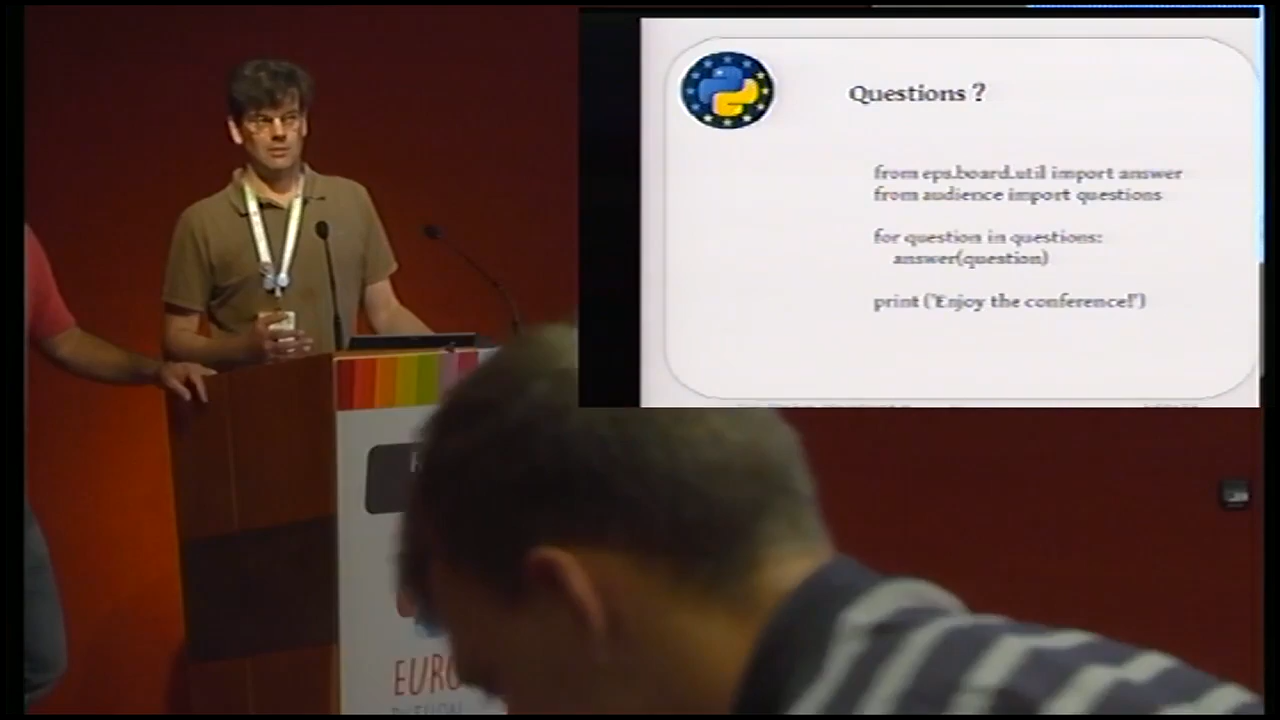 Questions ?
from eps.board.util import answer
from audience import questions
for question in questions:
answer(question)
print ('Enjoy the conference!')
EURO